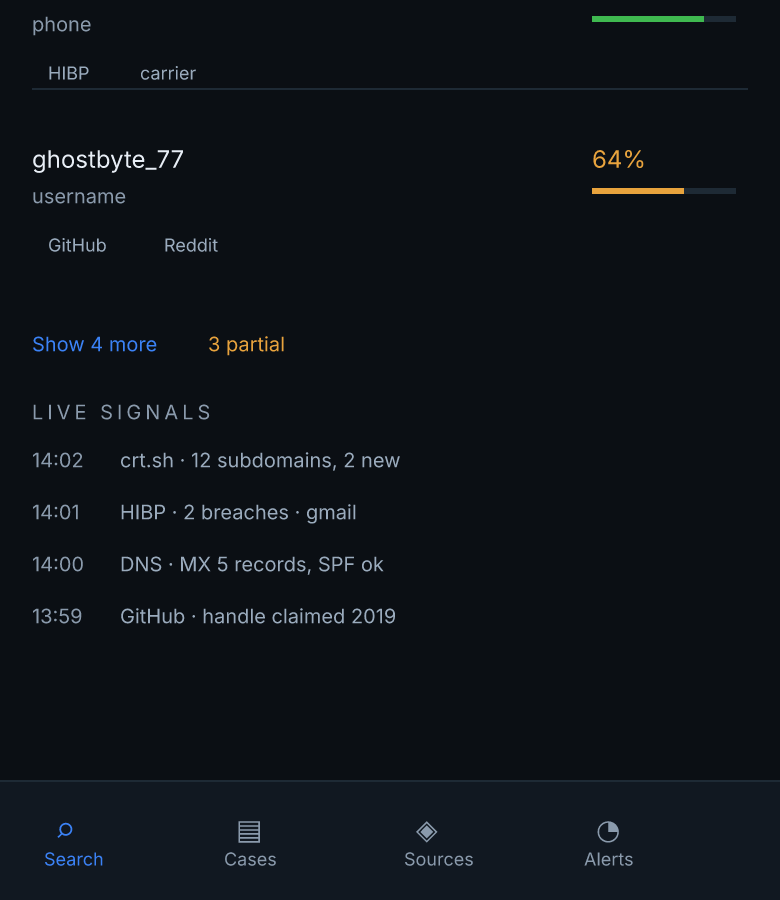 phone
HIBP carrier
ghostbyte_77 64%
username
GitHub Reddit
Show 4 more 3 partial
LIVE SIGNALS
14:02 crt.sh · 12 subdomains, 2 new
14:01 HIBP · 2 breaches · gmail
14:00 DNS · MX 5 records, SPF ok
13:59 GitHub · handle claimed 2019
Search Cases Sources Alerts